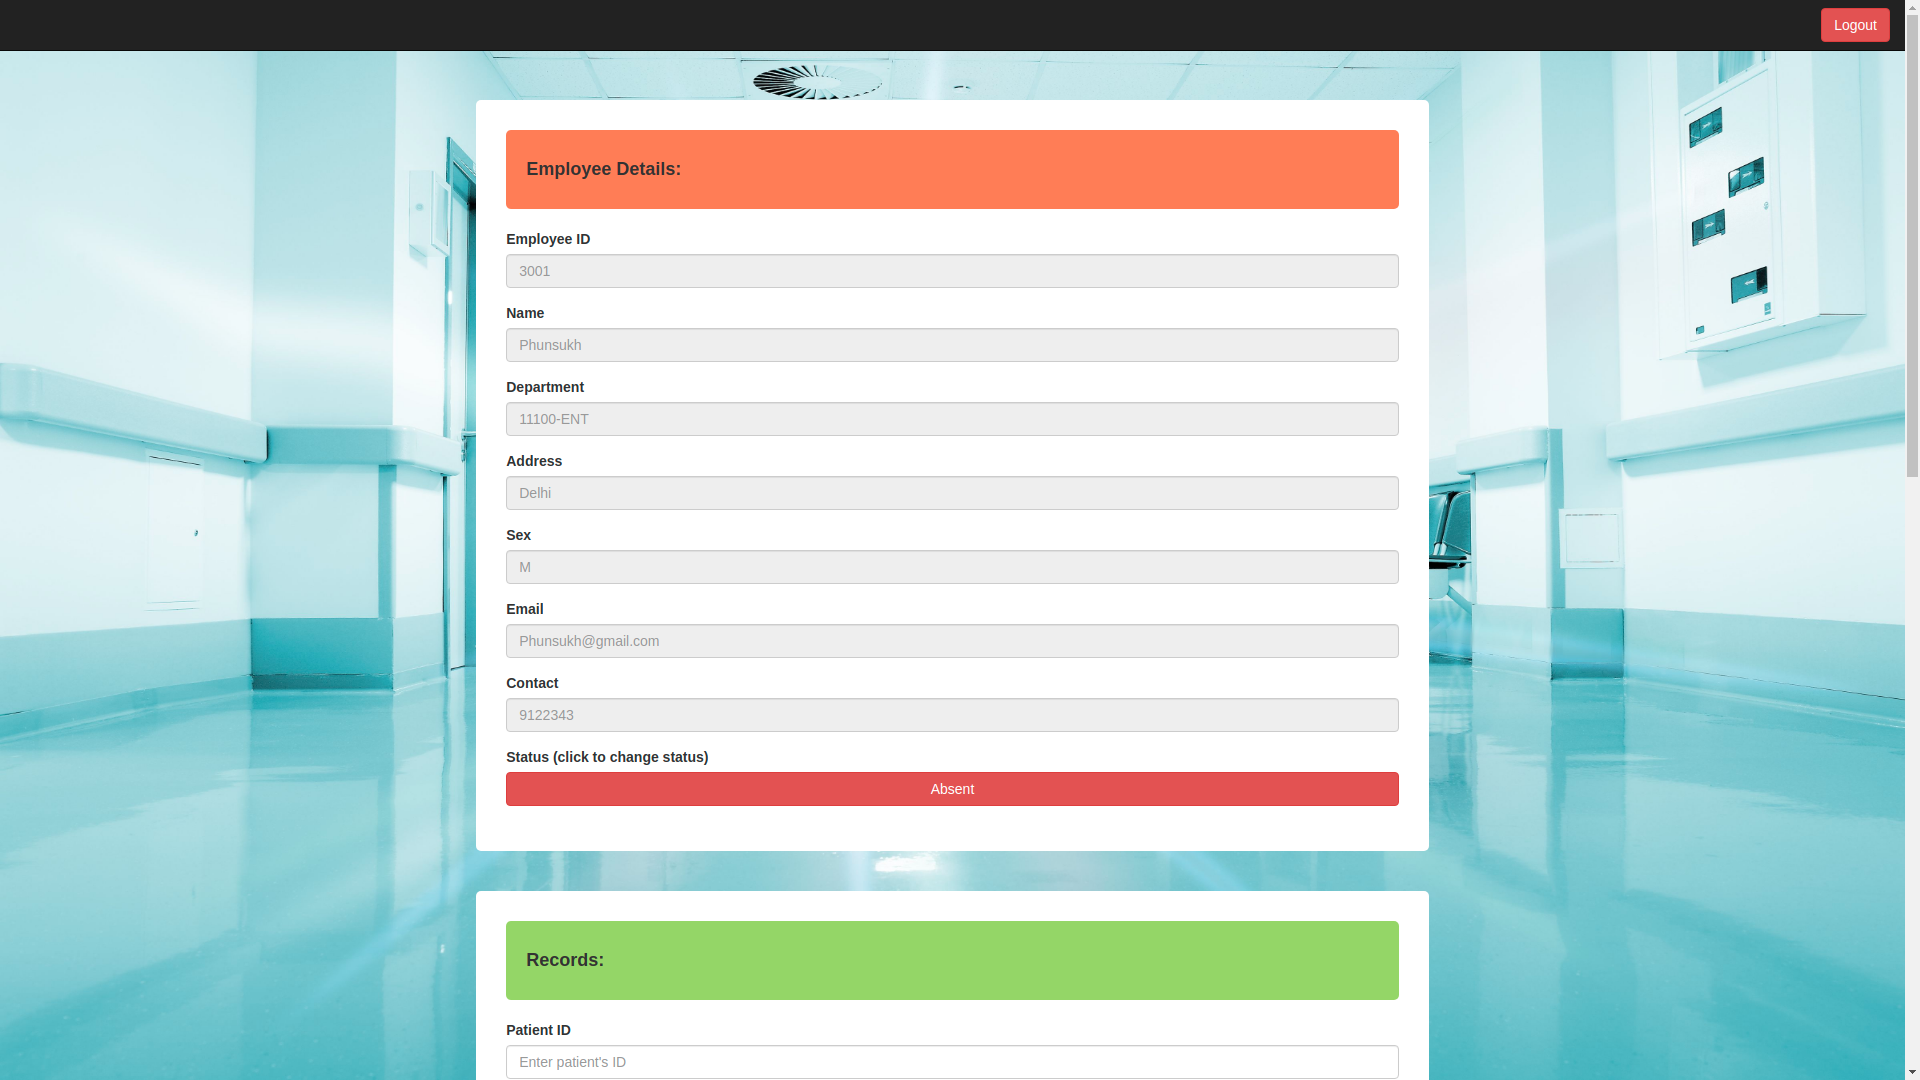 Logout
Employee Details:
Employee ID
3001
Name
Phunsukh
Department
11100-ENT
Address
Delhi
Sex
M
Email
Phunsukh@gmail.com
Contact
9122343
Status (click to change status)
Absent
Records:
Patient ID
Enter patient's ID